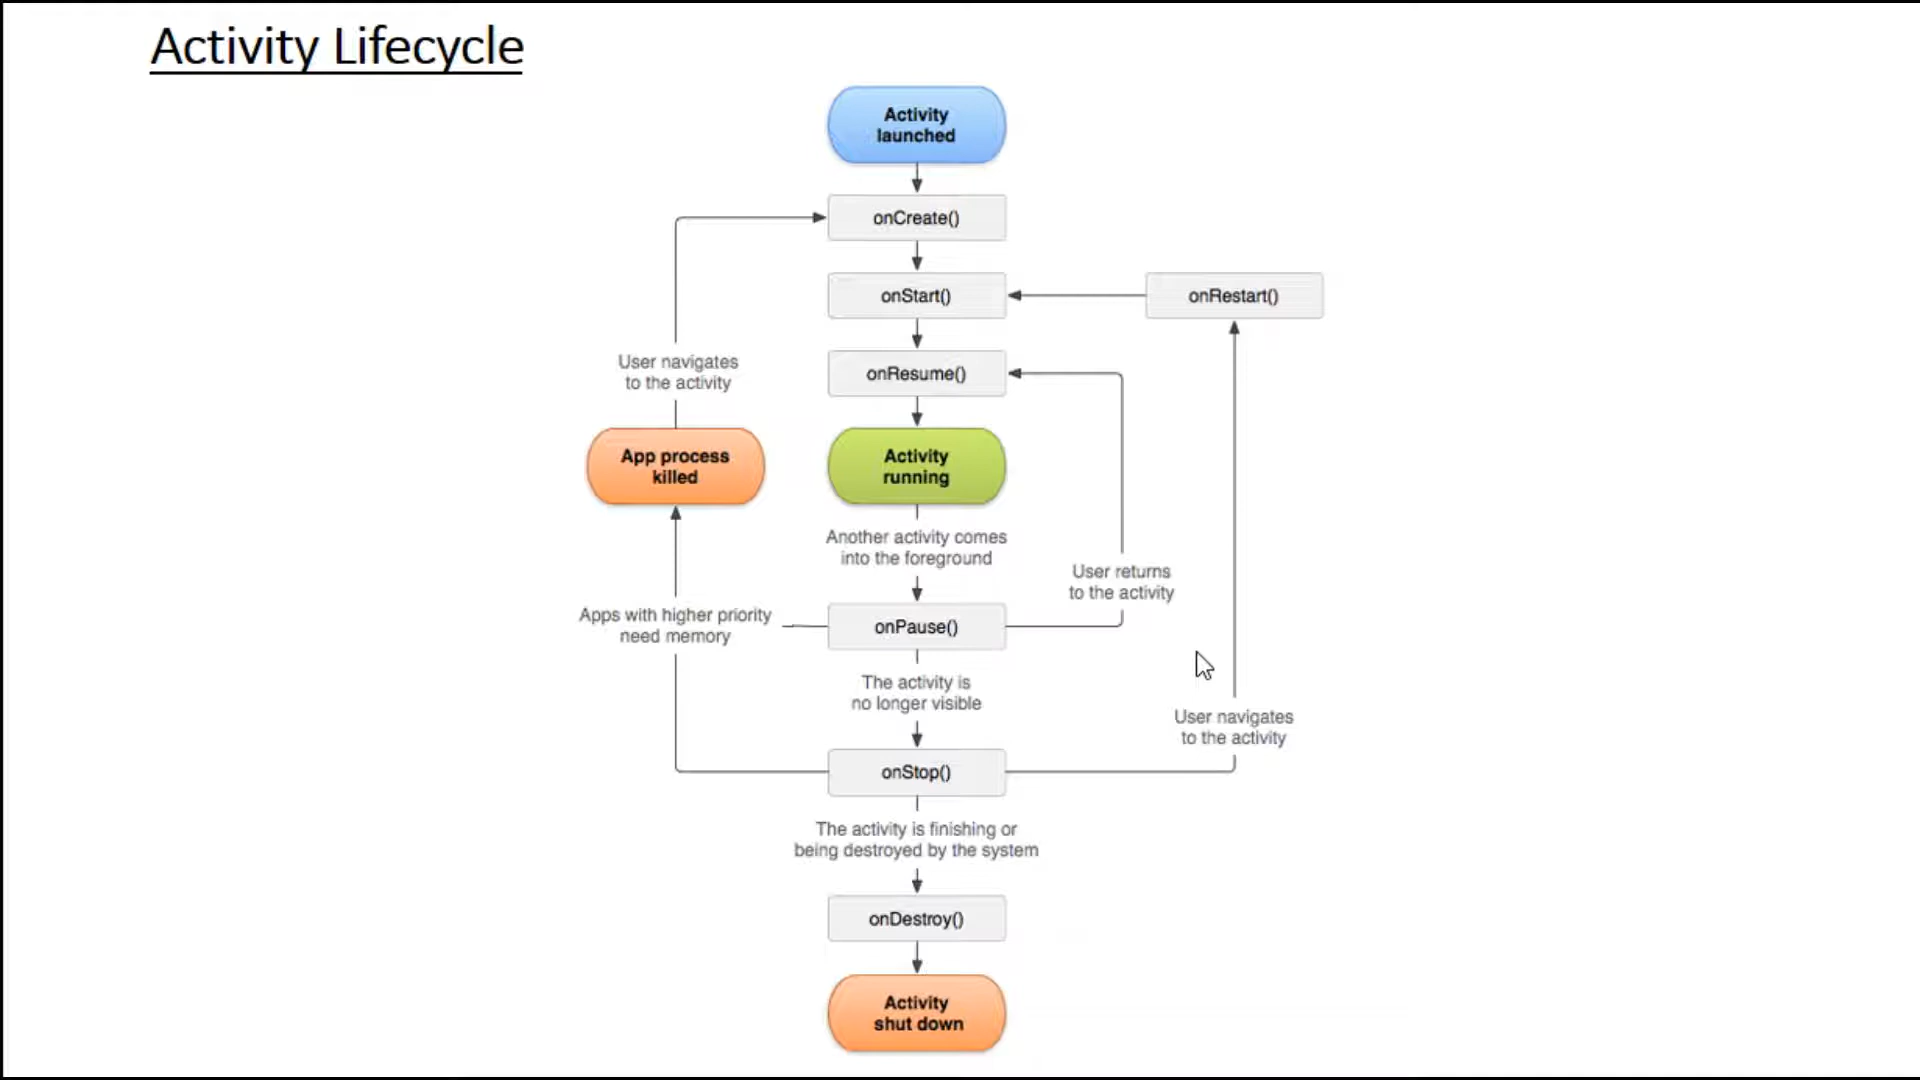 Activity Lifecycle
Activity
launched
onCreate()
onStart()
onRestart()
User navigates
to the activity
onResume()
App process
killed
Activity
running
Another activity comes
into the foreground
User returns
to the activity
Apps with higher priority
need memory
onPause()
The activity is
no longer visible
User navigates
to the activity
onStop()
The activity is finishing or
being destroyed by the system
onDestroy()
Activity
shut down